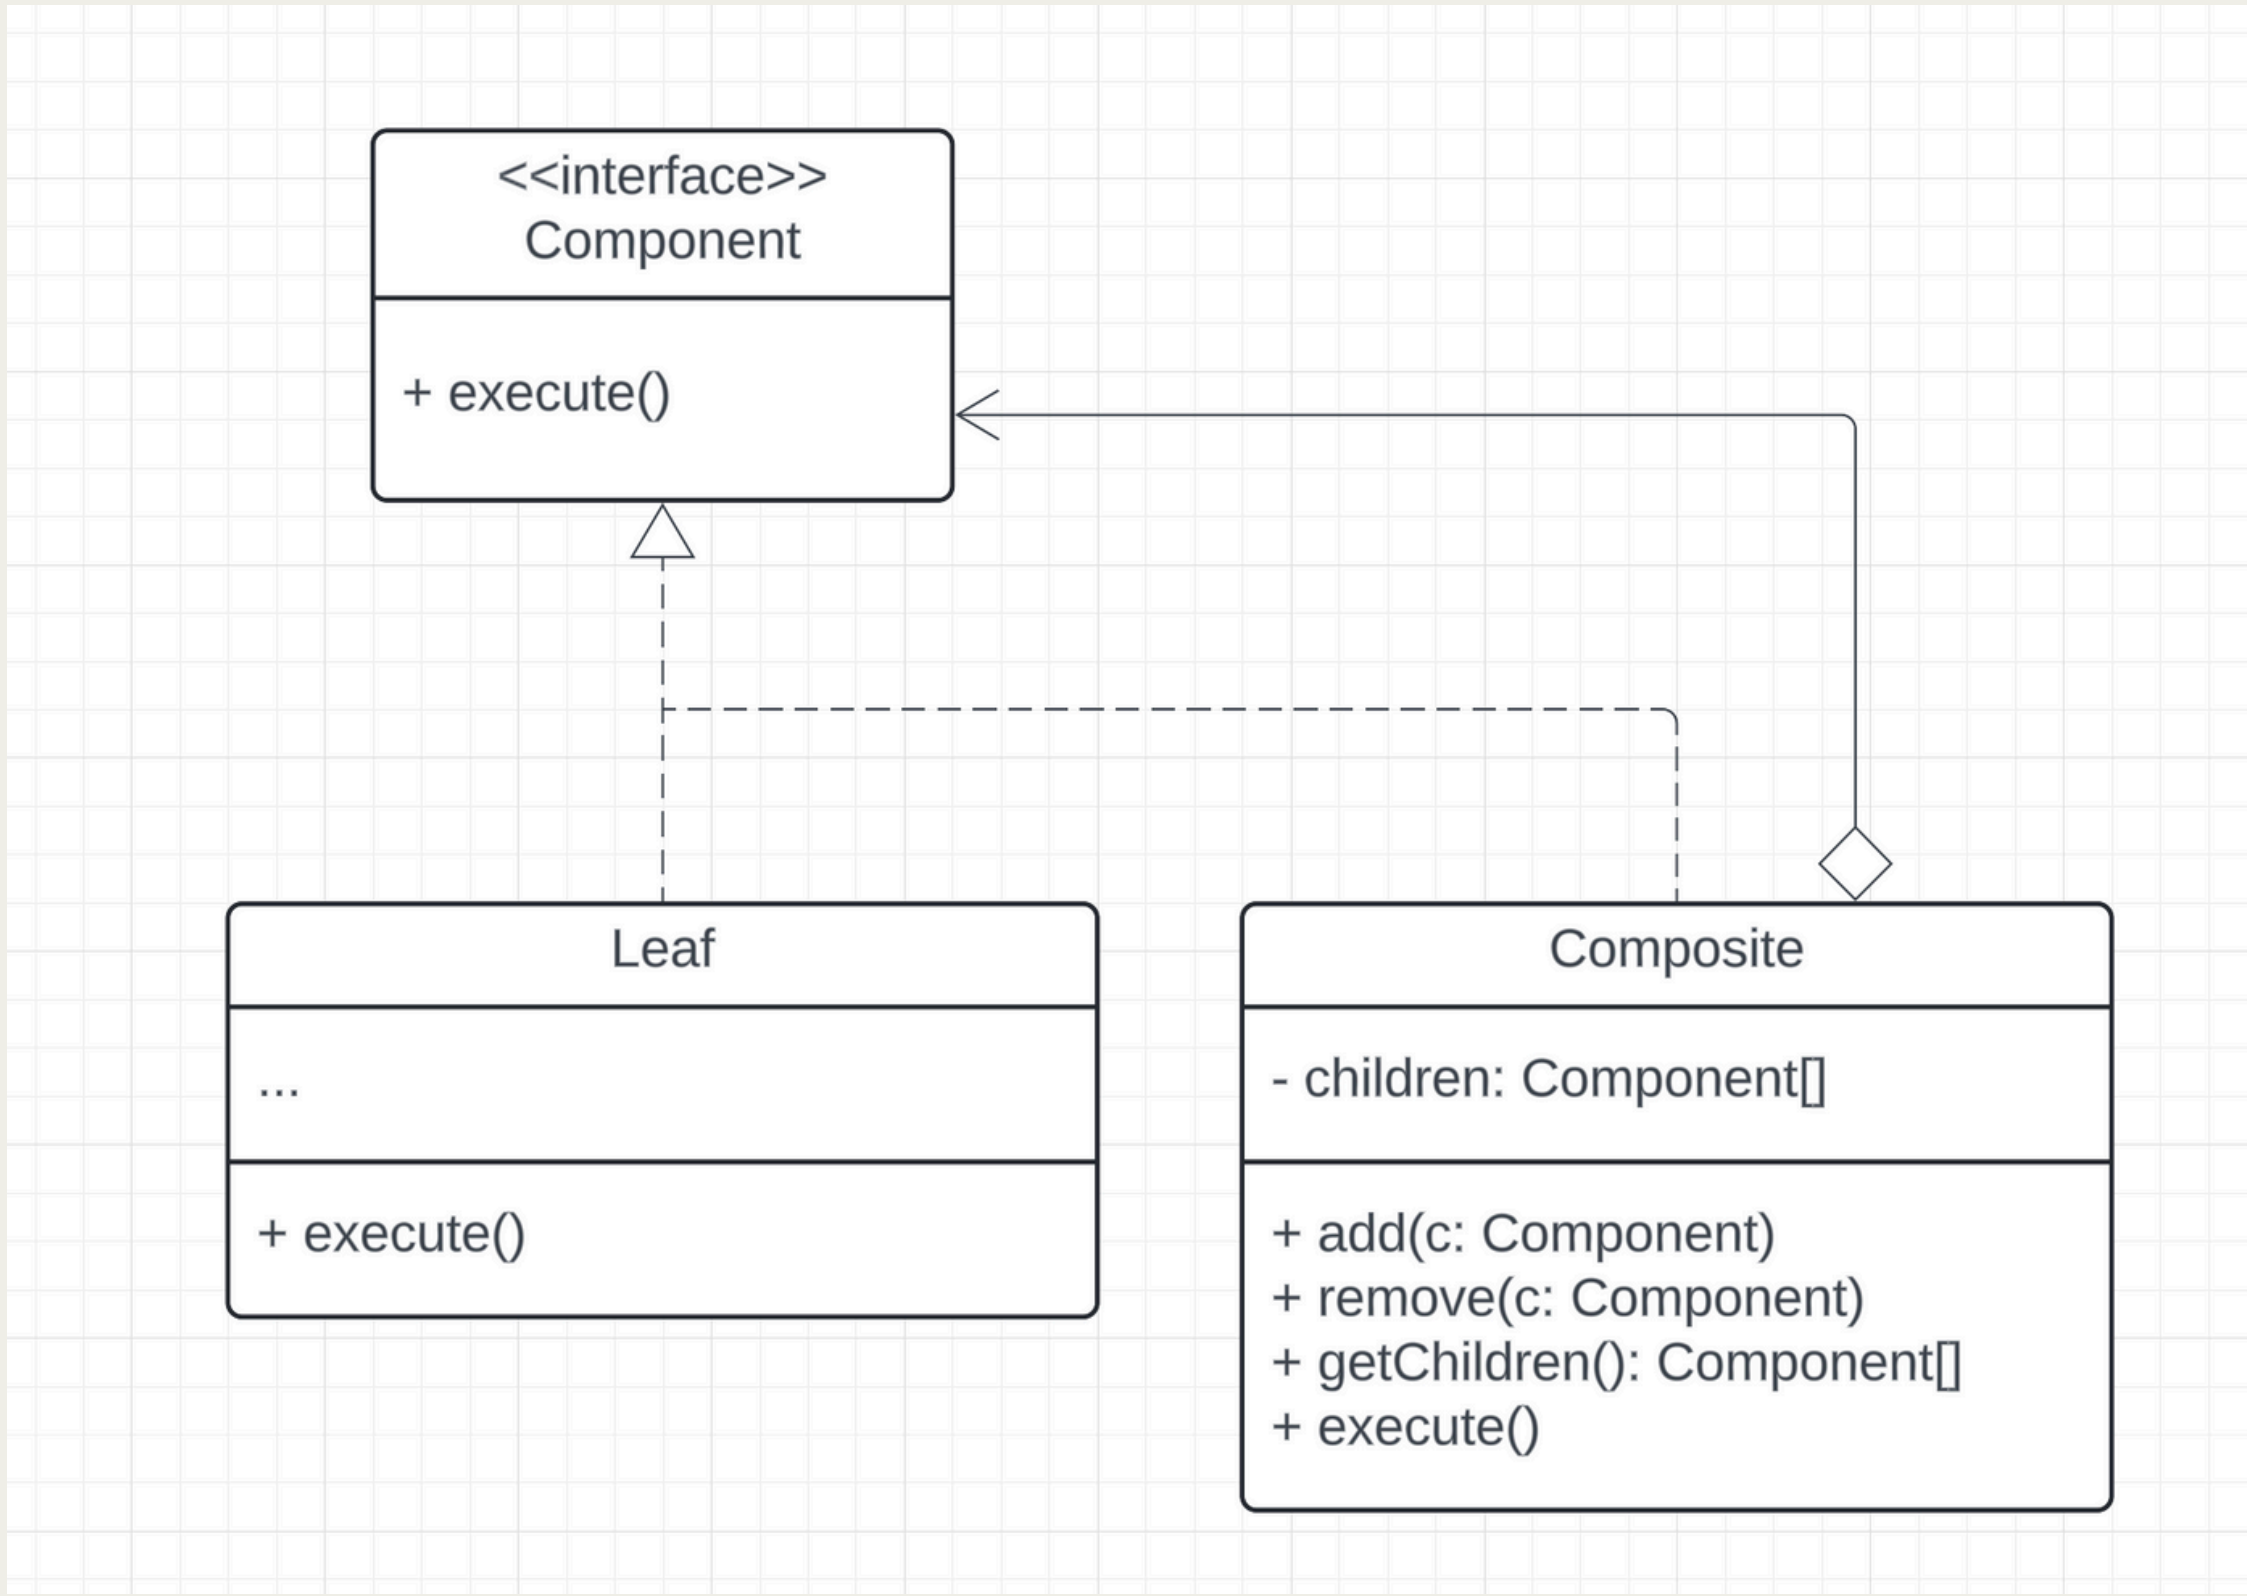 <<interface>>
Component
+ execute()
Leaf
...
+ execute()
Composite
- children: Component[]
+ add(c: Component)
+ remove(c: Component)
+ getChildren(): Component[]
+ execute()